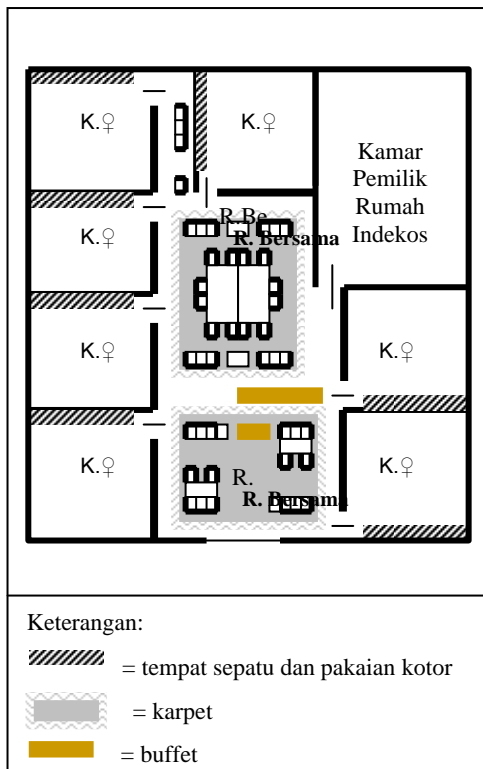 K.♀
K.♀
Kamar
Pemilik
Rumah
Indekos
R.Be
R. Bersama
K.♀
K.♀
K.♀
K.♀
K.♀
R.
R. Bersama
Keterangan:
= tempat sepatu dan pakaian kotor
= karpet
= buffet